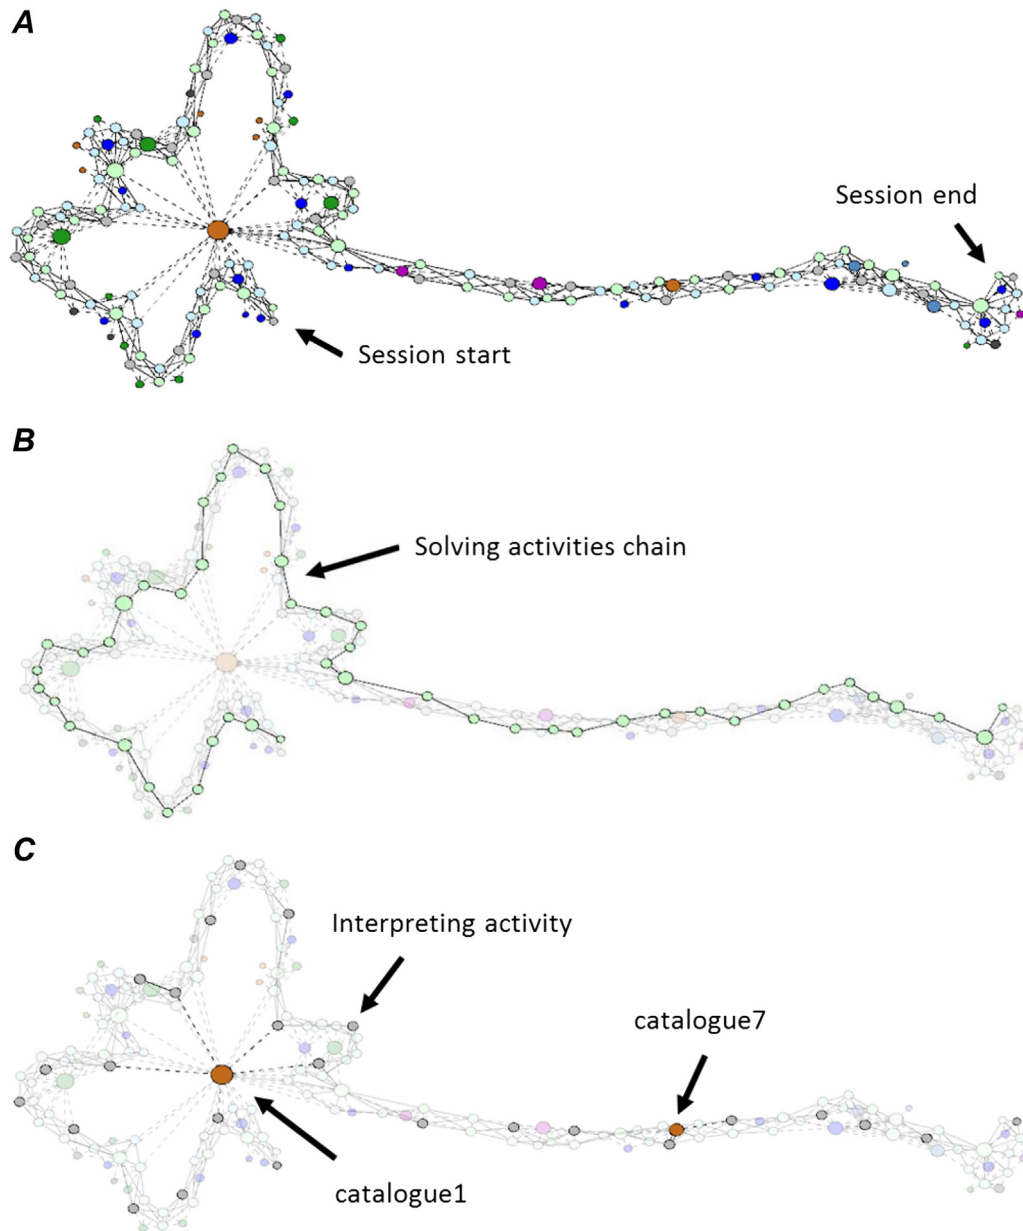 A
Session end
Session start
B
Solving activities chain
C
Interpreting activity
catalogue7
catalogue1